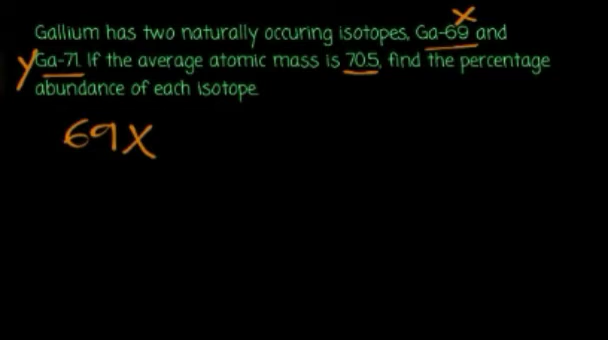 x
Gallium has two naturally occuring isotopes, Ga-69 and
y Ga-71. If the average atomic mass is 70.5, find the percentage
abundance of each isotope.
69x